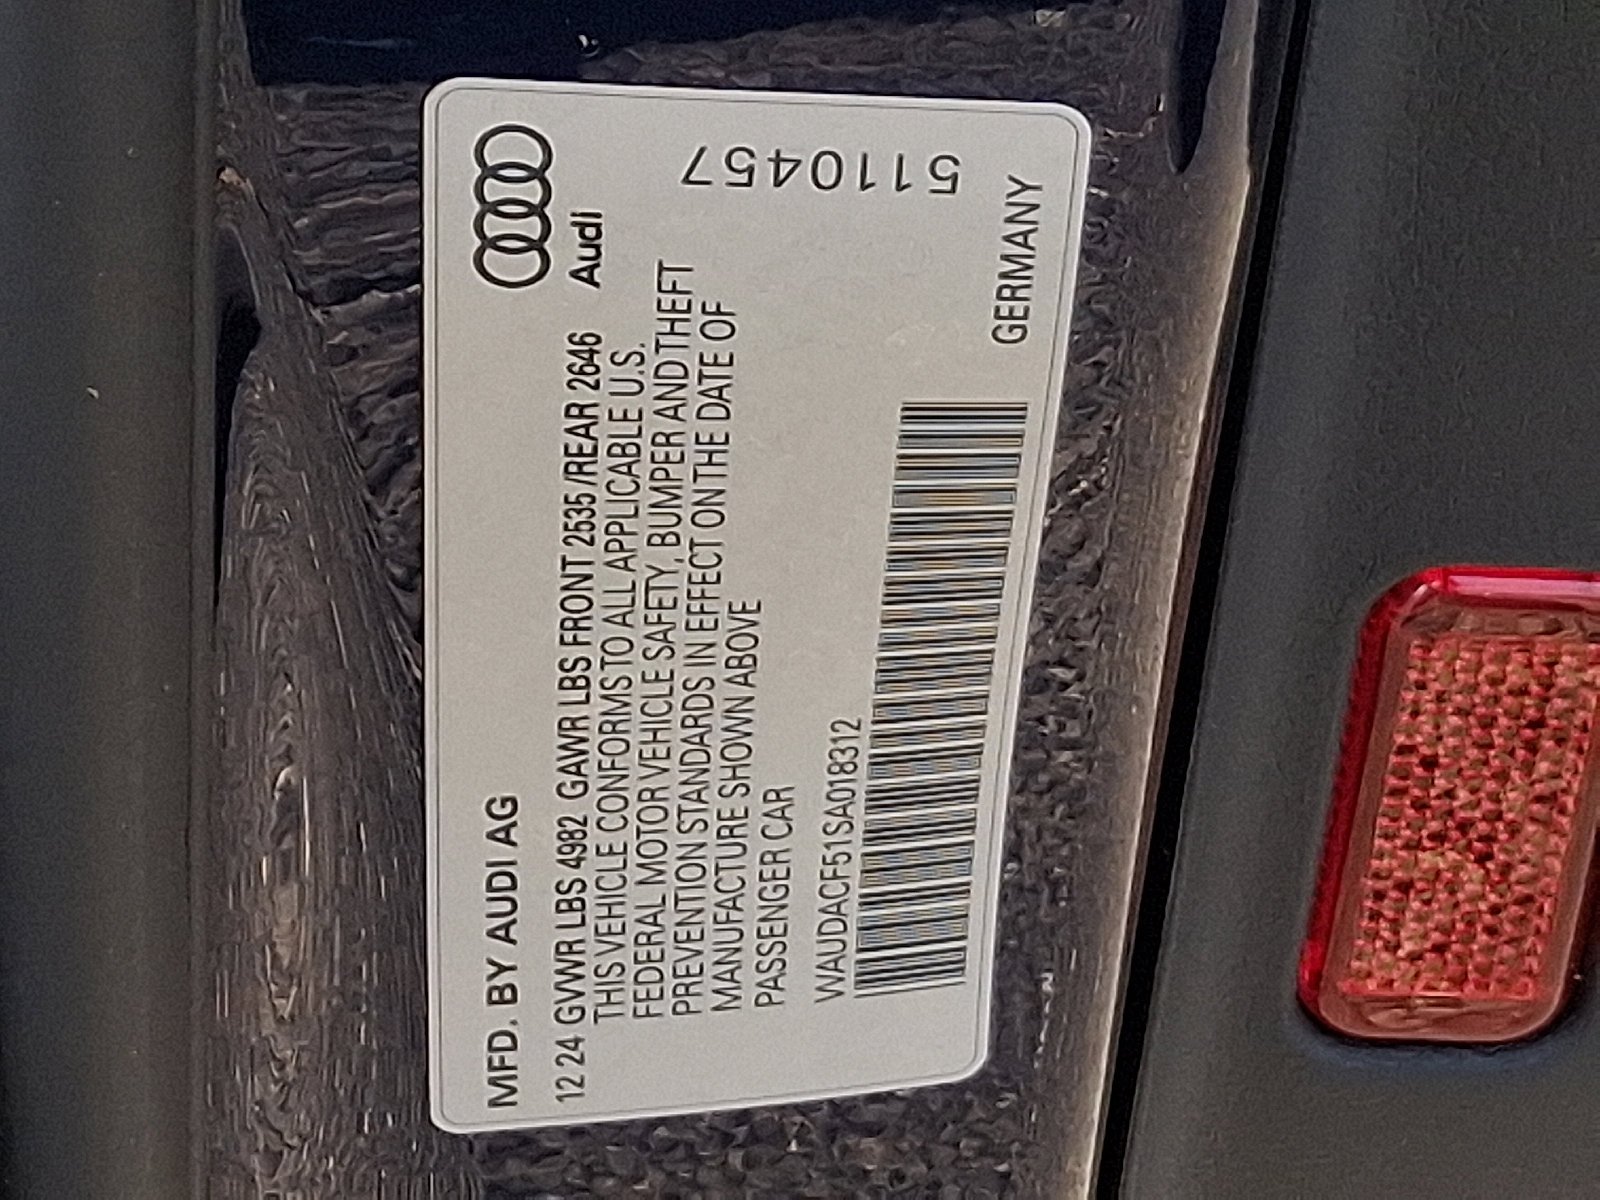 MFD. BY AUDI AG
Audi
12 24 GVWR LBS 4982 GAWR LBS FRONT 2535 /REAR 2646
THIS VEHICLE CONFORMS TO ALL APPLICABLE U.S.
FEDERAL MOTOR VEHICLE SAFETY, BUMPER AND THEFT
PREVENTION STANDARDS IN EFFECT ON THE DATE OF
MANUFACTURE SHOWN ABOVE
PASSENGER CAR
5110457
WAUDACF51SA018312
GERMANY